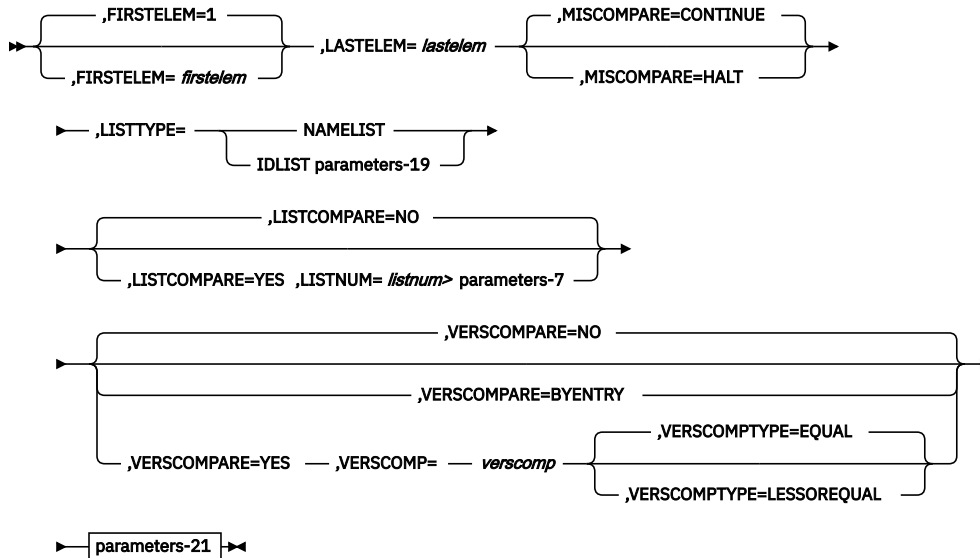 ,FIRSTELEM=1
,FIRSTELEM= firstelem
,LASTELEM= lastelem
,MISCOMPARE=CONTINUE
,MISCOMPARE=HALT
,LISTTYPE=
NAMELIST
IDLIST parameters-19
,LISTCOMPARE=NO
,LISTCOMPARE=YES ,LISTNUM= listnum> parameters-7
,VERSCOMPARE=NO
,VERSCOMPARE=BYENTRY
,VERSCOMPARE=YES ,VERSCOMP= verscomp
,VERSCOMPTYPE=EQUAL
,VERSCOMPTYPE=LESSOREQUAL
parameters-21